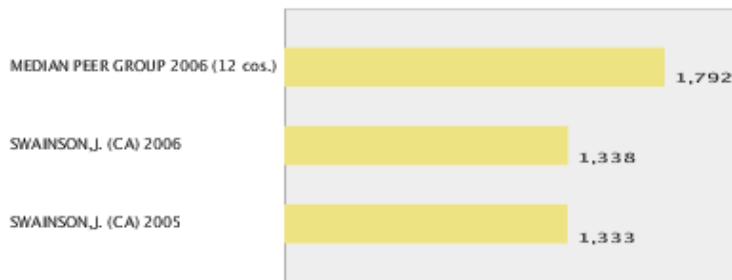 MEDIAN PEER GROUP 2006 (12 cos.)
1,792
SWAINSON,J. (CA) 2006
1,338
SWAINSON,J. (CA) 2005
1,333